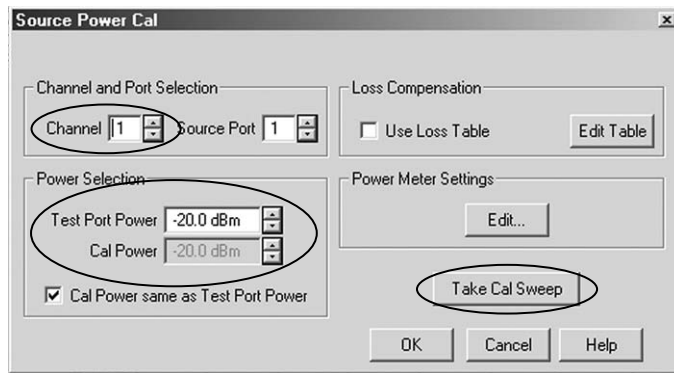 Source Power Cal
Channel and Port Selection
Channel 1 Source Port 1
Power Selection
Test Port Power -20.0 dBm
Cal Power -20.0 dBm
Cal Power same as Test Port Power
Loss Compensation
Use Loss Table Edit Table
Power Meter Settings
Edit...
Take Cal Sweep
OK Cancel Help